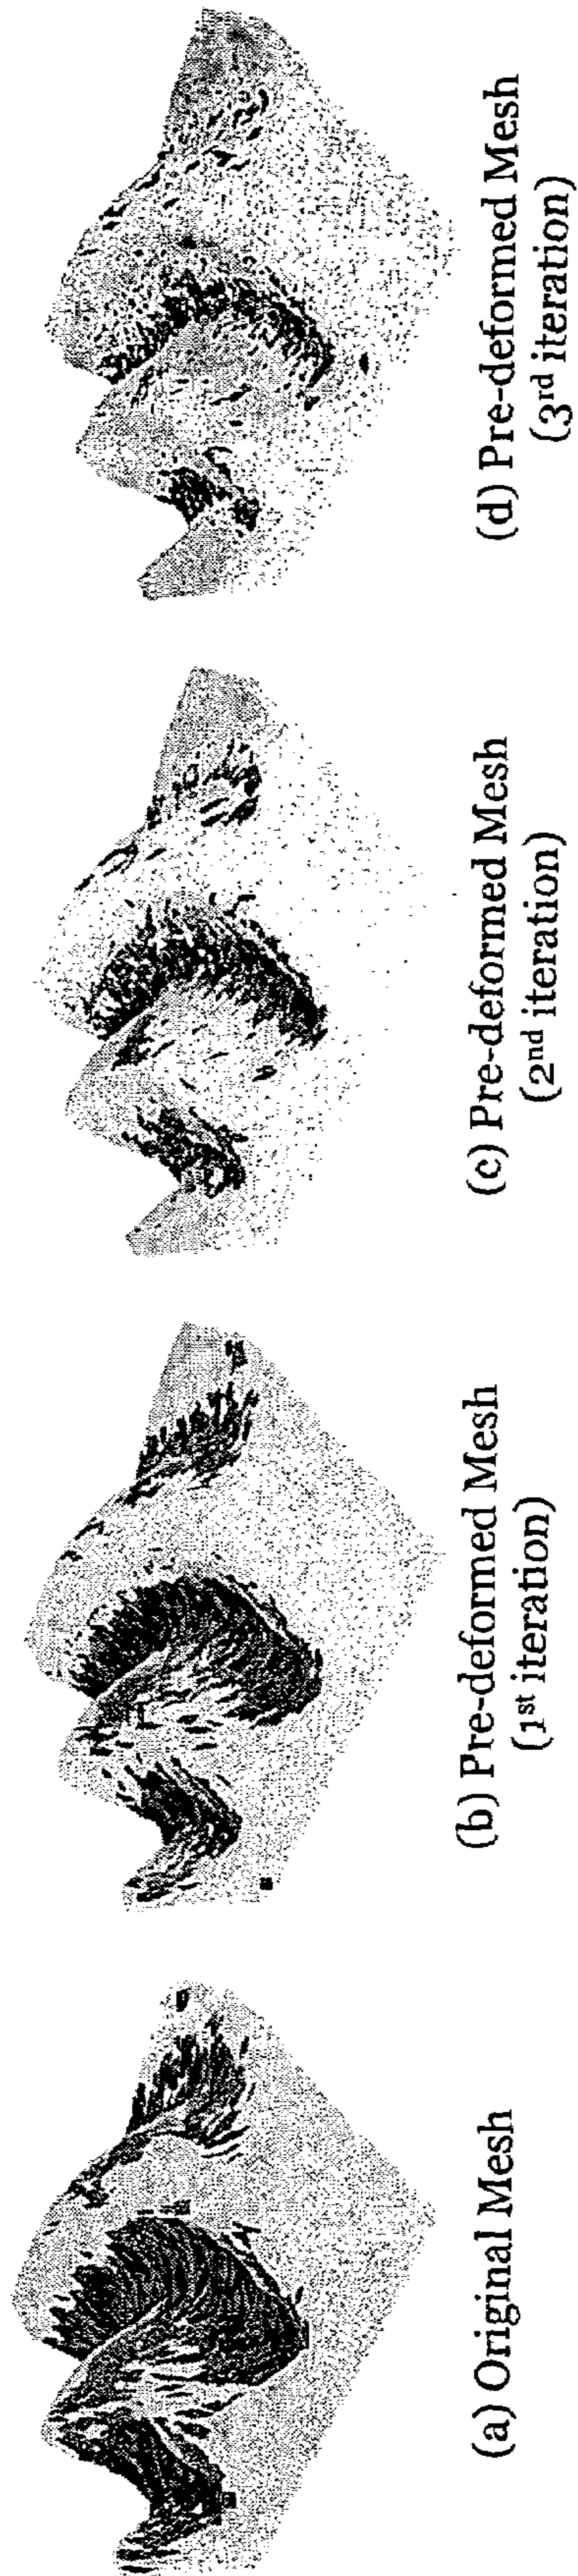 (a) Original Mesh
(b) Pre-deformed Mesh
(1st iteration)
(c) Pre-deformed Mesh
(2nd iteration)
(d) Pre-deformed Mesh
(3rd iteration)